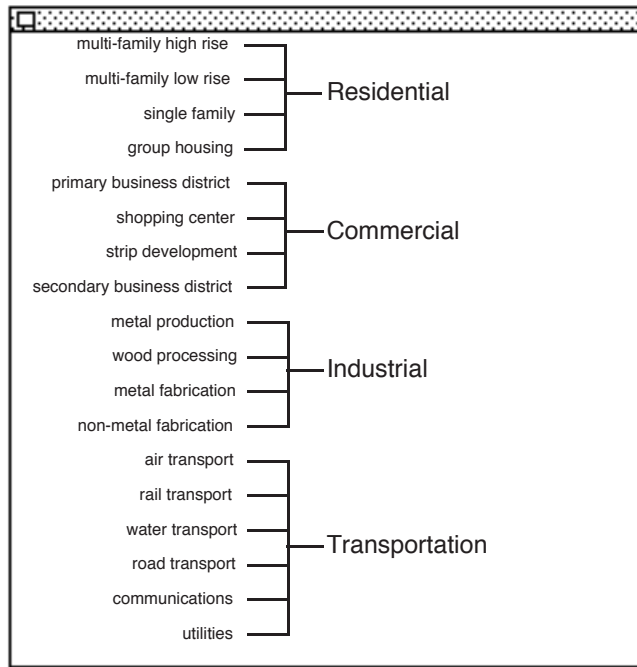 multi-family high rise
multi-family low rise
Residential
single family
group housing
primary business district
shopping center
Commercial
strip development
secondary business district
metal production
wood processing
Industrial
metal fabrication
non-metal fabrication
air transport
rail transport
water transport
Transportation
road transport
communications
utilities